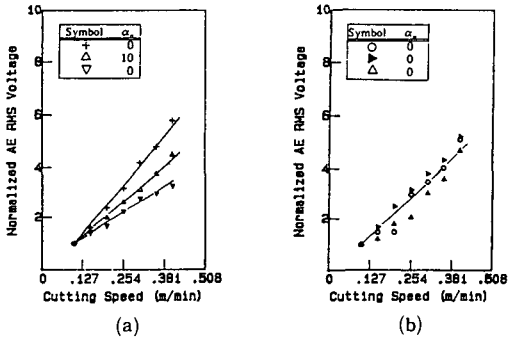 10
8
6
4
2
Normalized AE RMS Voltage
Symbol αn
+ 0
△ 10
▽ 0
0 .127 .254 .381 .508
Cutting Speed (m/min)
(a)
10
8
6
4
2
Normalized AE RMS Voltage
Symbol αn
○ 0
▶ 0
△ 0
0 .127 .254 .381 .508
Cutting Speed (m/min)
(b)